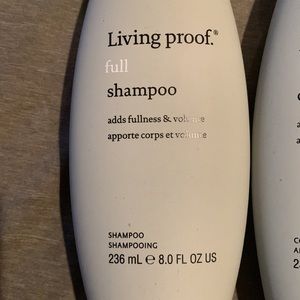 Living proof.®
full
shampoo
adds fullness & volume
apporte corps et volume
SHAMPOO
SHAMPOOING
236 mL ℮ 8.0 FL OZ US